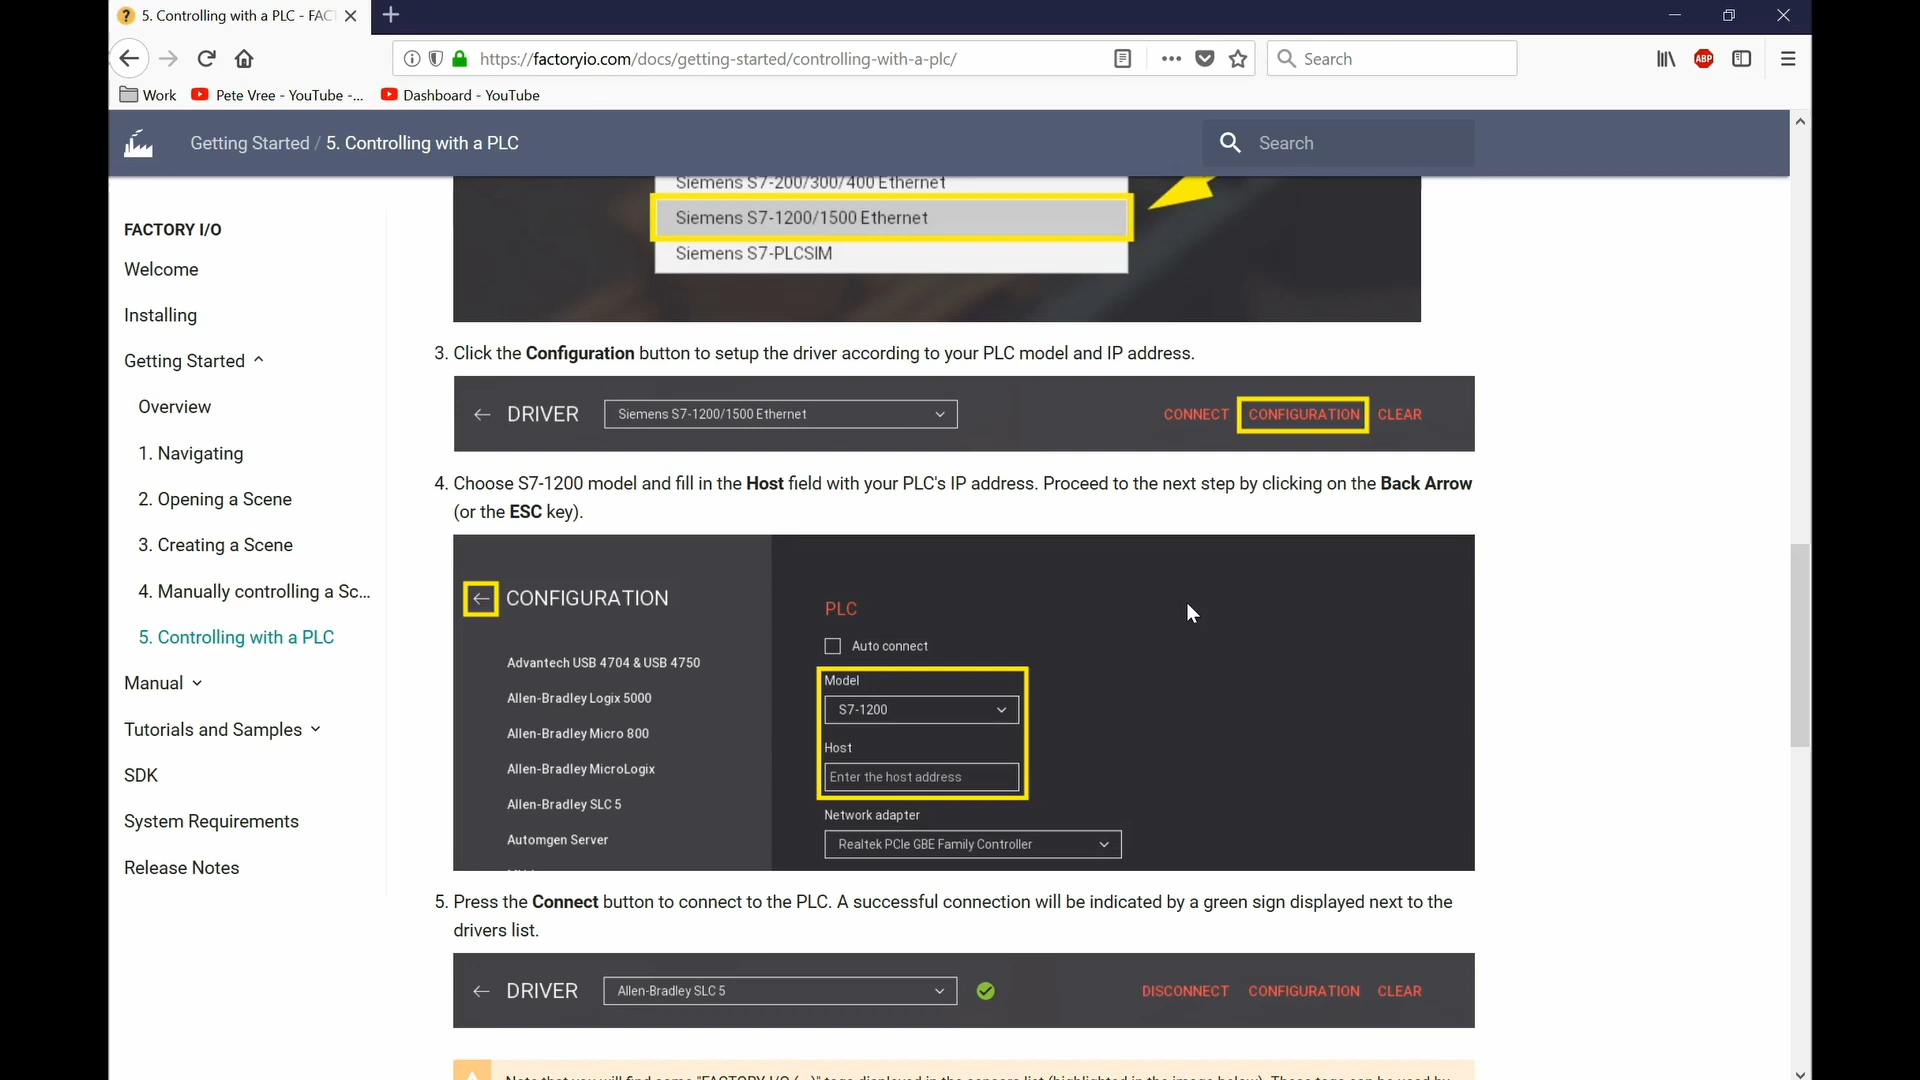 5. Controlling with a PLC - FAC
https://factoryio.com/docs/getting-started/controlling-with-a-plc/
Search
ABP
Work
Pete Vree - YouTube -...
Dashboard - YouTube
Getting Started / 5. Controlling with a PLC
Search
FACTORY I/O
Welcome
Installing
Getting Started
Overview
1. Navigating
2. Opening a Scene
3. Creating a Scene
4. Manually controlling a Sc...
5. Controlling with a PLC
Manual
Tutorials and Samples
SDK
System Requirements
Release Notes
Siemens S7-200/300/400 Ethernet
Siemens S7-1200/1500 Ethernet
Siemens S7-PLCSIM
3. Click the Configuration button to setup the driver according to your PLC model and IP address.
DRIVER
Siemens S7-1200/1500 Ethernet
CONNECT
CONFIGURATION
CLEAR
4. Choose S7-1200 model and fill in the Host field with your PLC's IP address. Proceed to the next step by clicking on the Back Arrow
(or the ESC key).
CONFIGURATION
Advantech USB 4704 & USB 4750
Allen-Bradley Logix 5000
Allen-Bradley Micro 800
Allen-Bradley MicroLogix
Allen-Bradley SLC 5
Automgen Server
PLC
Auto connect
Model
S7-1200
Host
Enter the host address
Network adapter
Realtek PCIe GBE Family Controller
5. Press the Connect button to connect to the PLC. A successful connection will be indicated by a green sign displayed next to the
drivers list.
DRIVER
Allen-Bradley SLC 5
DISCONNECT
CONFIGURATION
CLEAR